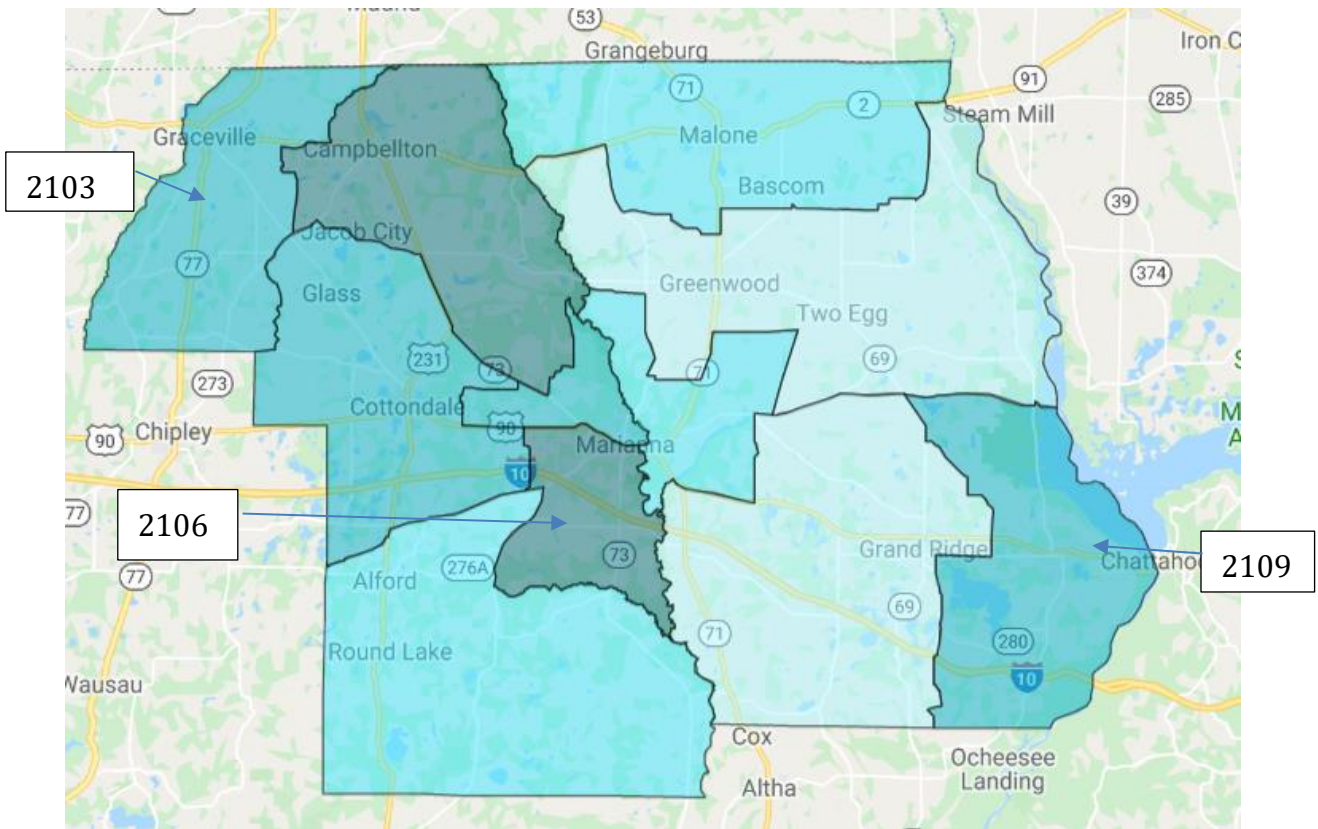 53
Grangeburg
Iron C
71
91
2
285
Graceville
Malone
Steam Mill
Campbellton
2103
Bascom
39
Jacob City
77
374
Glass
Greenwood
Two Egg
231
69
73
71
273
Cottondale
90
Chipley
90
Marianna
10
77
2106
73
Grand Ridge
Chattaho
2109
276A
77
Alford
69
71
280
Round Lake
10
Wausau
Cox
Ocheesee
Landing
Altha